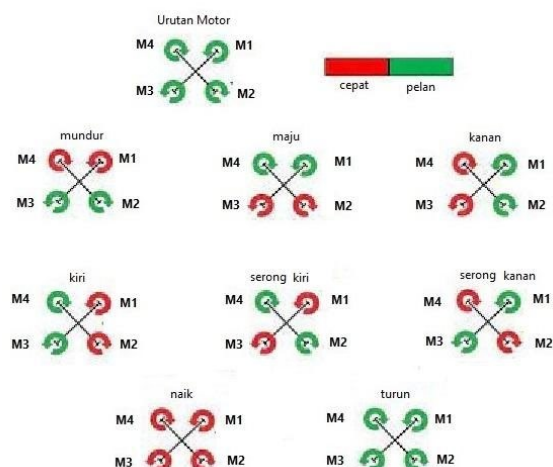 Urutan Motor
M4 M1
M3 M2
cepat pelan
mundur maju kanan
M4 M1 M4 M1 M4 M1
M3 M2 M3 M2 M3 M2
kiri serong kiri serong kanan
M4 M1 M4 M1 M4 M1
M3 M2 M3 M2 M3 M2
naik turun
M4 M1 M4 M1
M3 M2 M3 M2